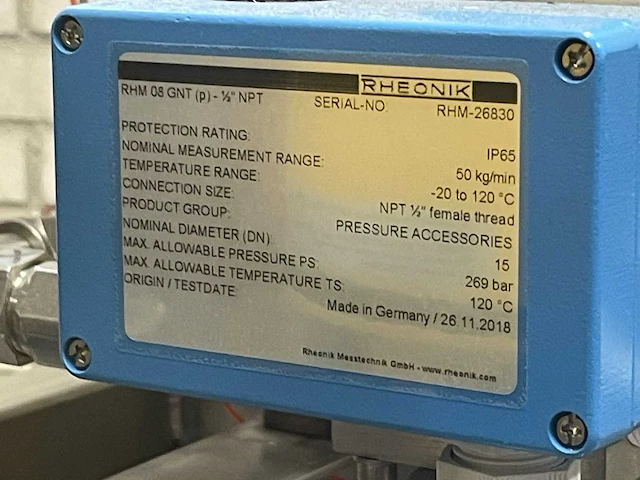 RHEONIK
RHM 08 GNT (p) - ½" NPT SERIAL-NO: RHM-26830
PROTECTION RATING: IP65
NOMINAL MEASUREMENT RANGE: 50 kg/min
TEMPERATURE RANGE: -20 to 120 °C
CONNECTION SIZE: NPT ½" female thread
PRODUCT GROUP: PRESSURE ACCESSORIES
NOMINAL DIAMETER (DN) 15
MAX. ALLOWABLE PRESSURE PS: 269 bar
MAX. ALLOWABLE TEMPERATURE TS: 120 °C
ORIGIN / TESTDATE: Made in Germany / 26.11.2018
Rheonik Messtechnik GmbH - www.rheonik.com